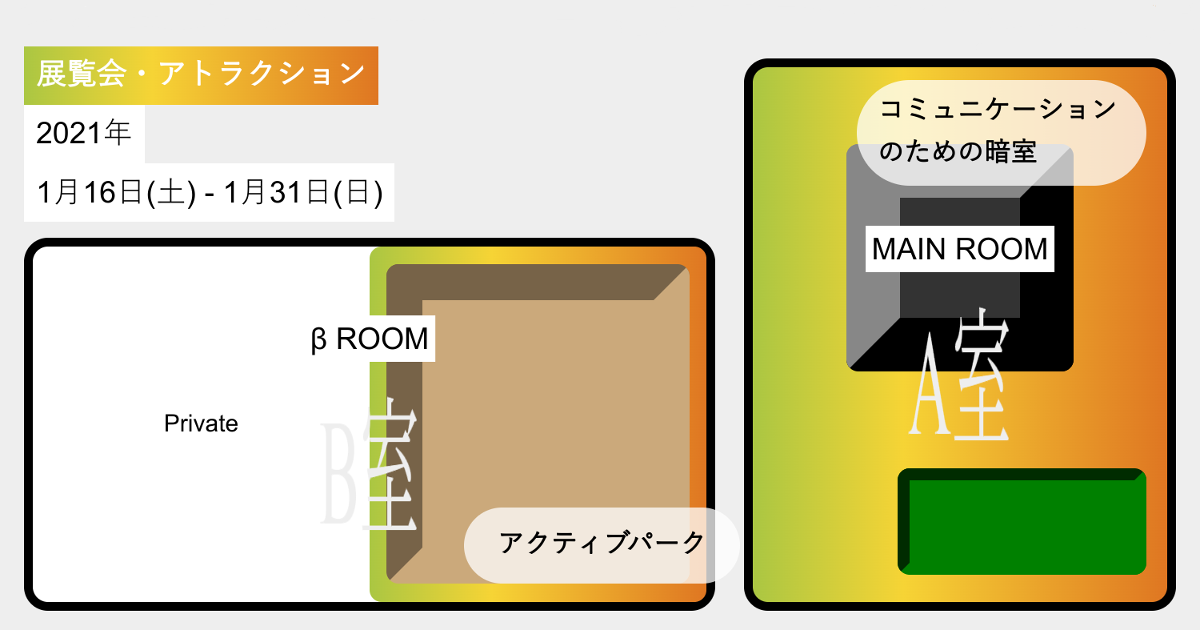 展覧会・アトラクション
2021年
1月16日(土) - 1月31日(日)
β ROOM
Private
B室
アクティブパーク
コミュニケーション
のための暗室
MAIN ROOM
A室